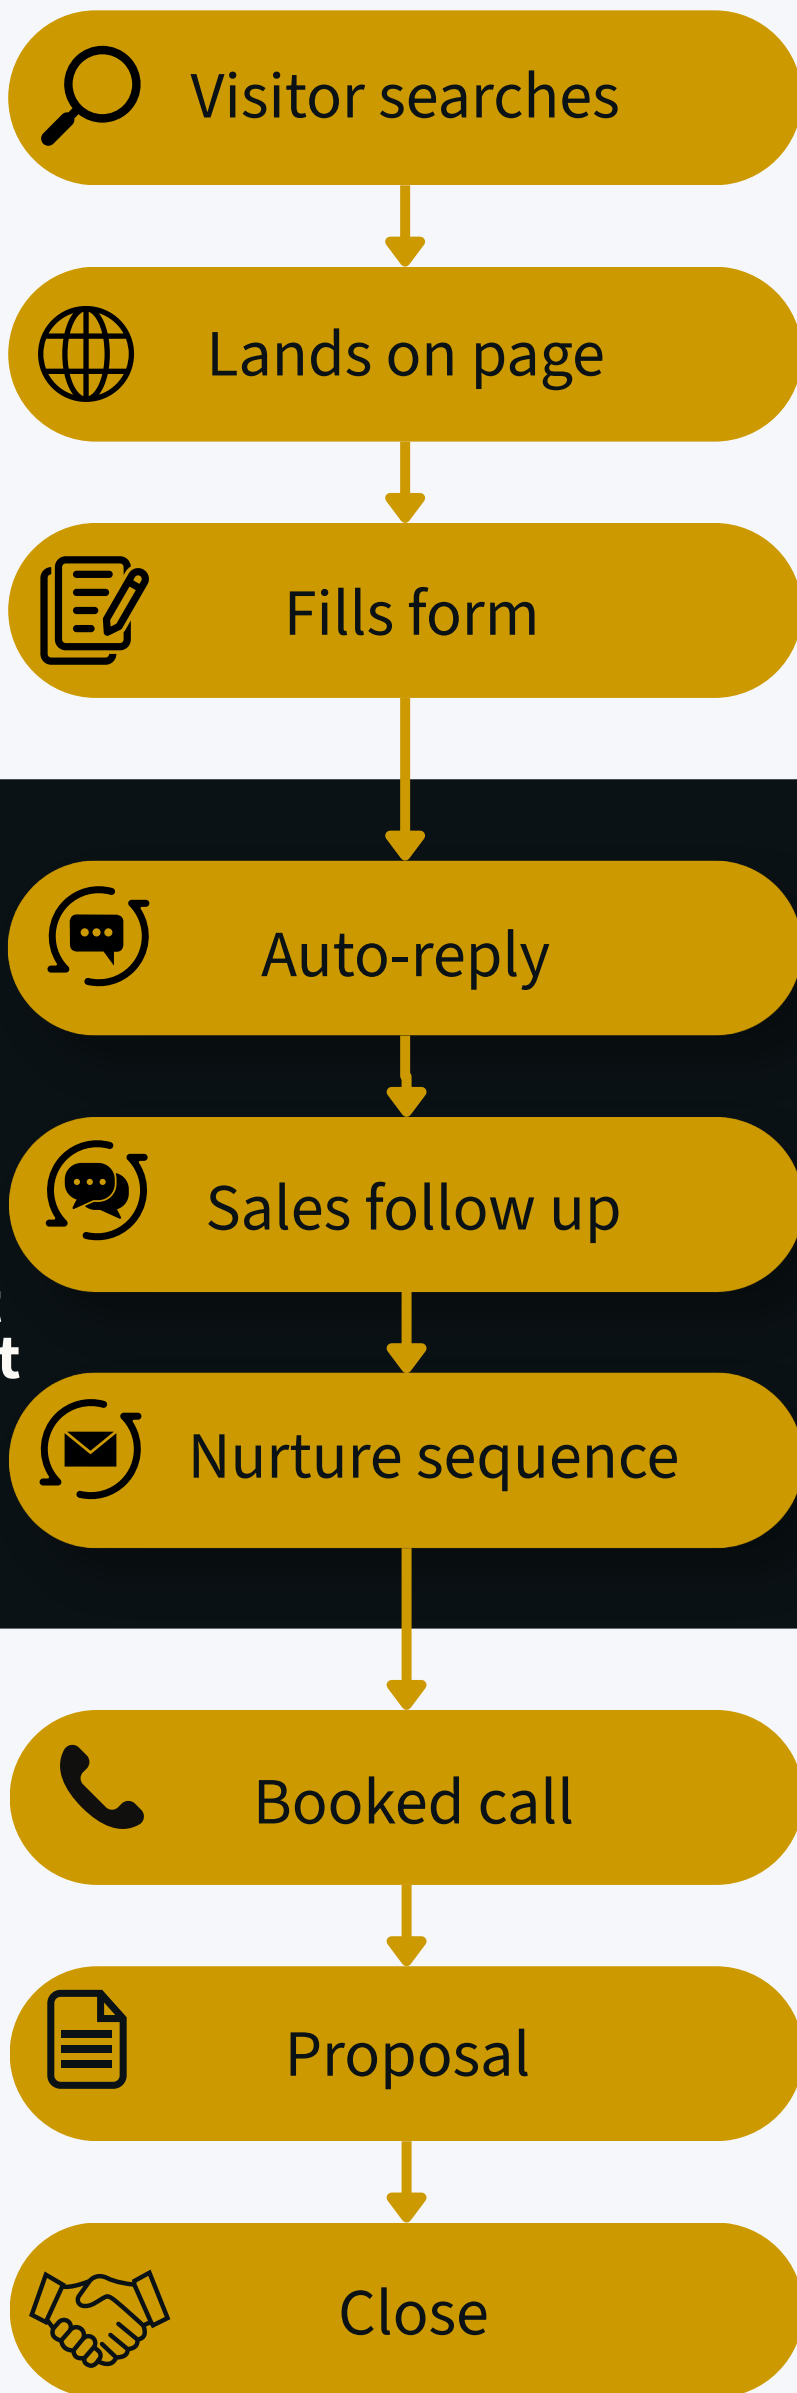 Visitor searches
Lands on page
Fills form
Auto-reply
Sales follow up
t
Nurture sequence
Booked call
Proposal
Close